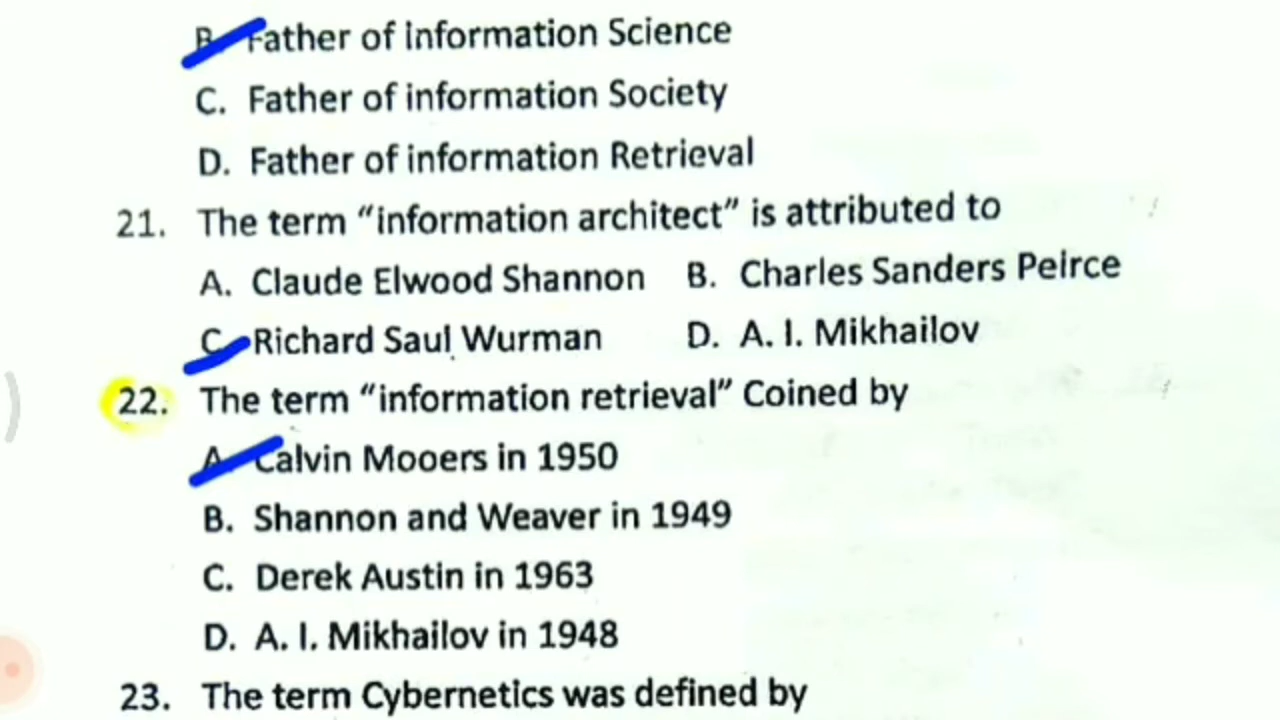 B. Father of information Science
C. Father of information Society
D. Father of information Retrieval
21. The term “information architect” is attributed to
A. Claude Elwood Shannon B. Charles Sanders Peirce
C. Richard Saul Wurman D. A. I. Mikhailov
22. The term “information retrieval” Coined by
A. Calvin Mooers in 1950
B. Shannon and Weaver in 1949
C. Derek Austin in 1963
D. A. I. Mikhailov in 1948
23. The term Cybernetics was defined by